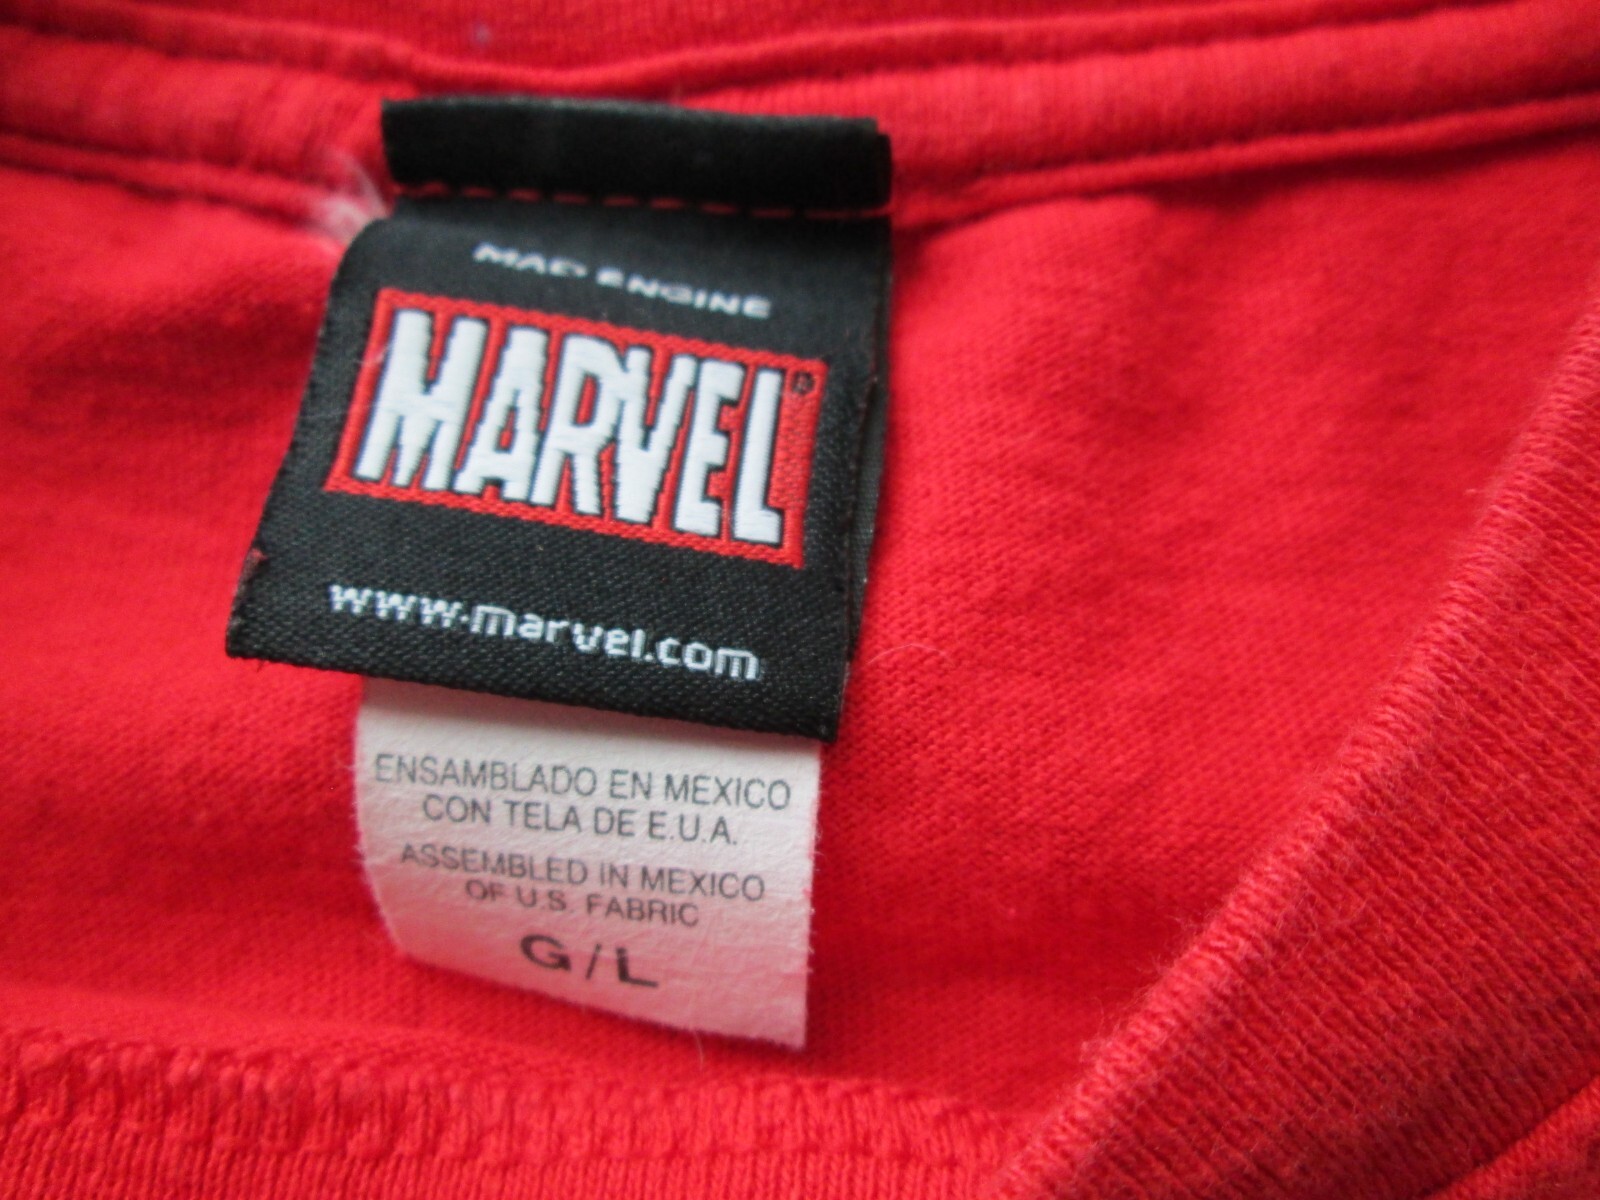 MAD ENGINE
MARVEL®
www.marvel.com
ENSAMBLADO EN MEXICO
CON TELA DE E.U.A.
ASSEMBLED IN MEXICO
OF U.S. FABRIC
G/L